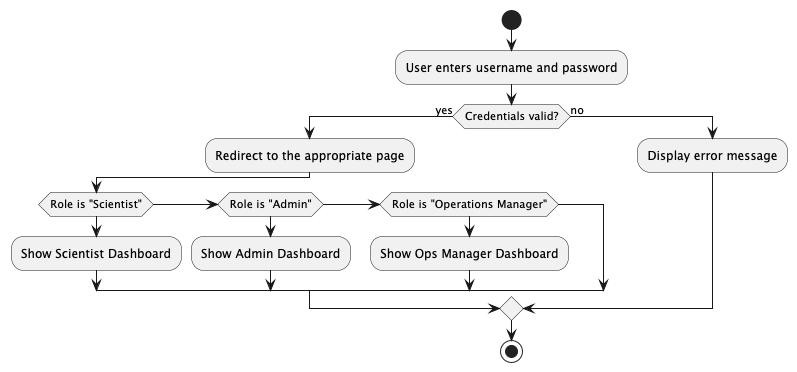 User enters username and password
Credentials valid?
yes
no
Redirect to the appropriate page
Display error message
Role is "Scientist"
Role is "Admin"
Role is "Operations Manager"
Show Scientist Dashboard
Show Admin Dashboard
Show Ops Manager Dashboard